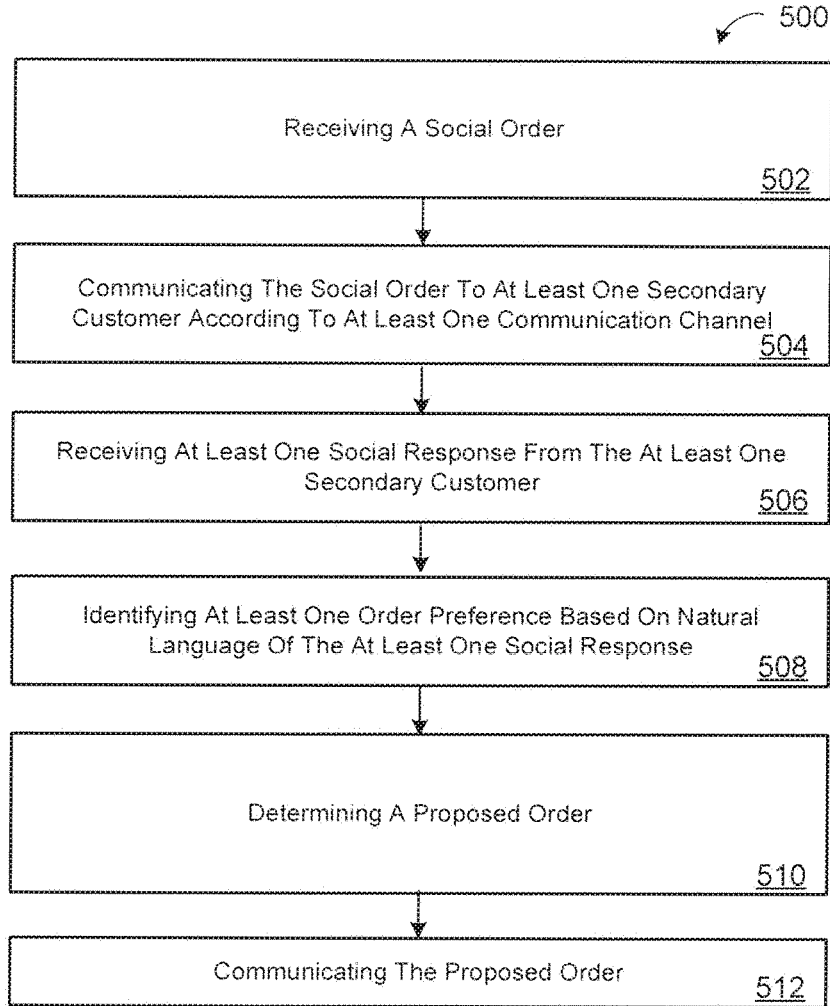 500
Receiving A Social Order
502
Communicating The Social Order To At Least One Secondary
Customer According To At Least One Communication Channel
504
Receiving At Least One Social Response From The At Least One
Secondary Customer
506
Identifying At Least One Order Preference Based On Natural
Language Of The At Least One Social Response
508
Determining A Proposed Order
510
Communicating The Proposed Order
512